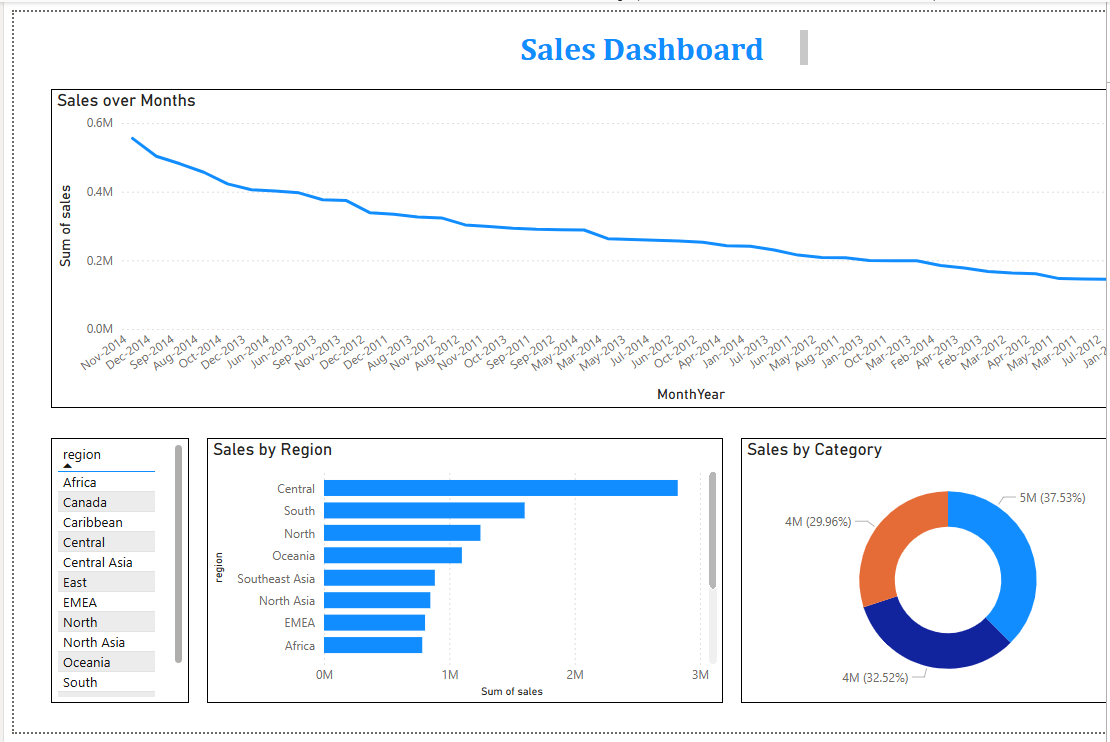 Sales Dashboard
Sales over Months
0.6M
0.4M
0.2M
0.0M
Sum of sales
Nov-2014
Dec-2014
Sep-2014
Aug-2014
Oct-2014
Dec-2013
Jun-2014
Jun-2013
Sep-2013
Nov-2013
Dec-2012
Dec-2011
Aug-2013
Nov-2012
Aug-2012
Nov-2011
Oct-2013
Sep-2011
Sep-2012
May-2014
Mar-2014
May-2013
Jul-2014
Jun-2012
Oct-2012
Apr-2014
Jan-2014
Jul-2013
Jun-2011
May-2012
Aug-2011
Jan-2013
Oct-2011
Mar-2013
Feb-2014
Apr-2013
Feb-2013
Mar-2012
Apr-2012
May-2011
Mar-2011
Jul-2012
MonthYear
region
Africa
Canada
Caribbean
Central
Central Asia
East
EMEA
North
North Asia
Oceania
South
Sales by Region
region
Central
South
North
Oceania
Southeast Asia
North Asia
EMEA
Africa
0M
1M
2M
3M
Sum of sales
Sales by Category
5M (37.53%)
4M (29.96%)
4M (32.52%)